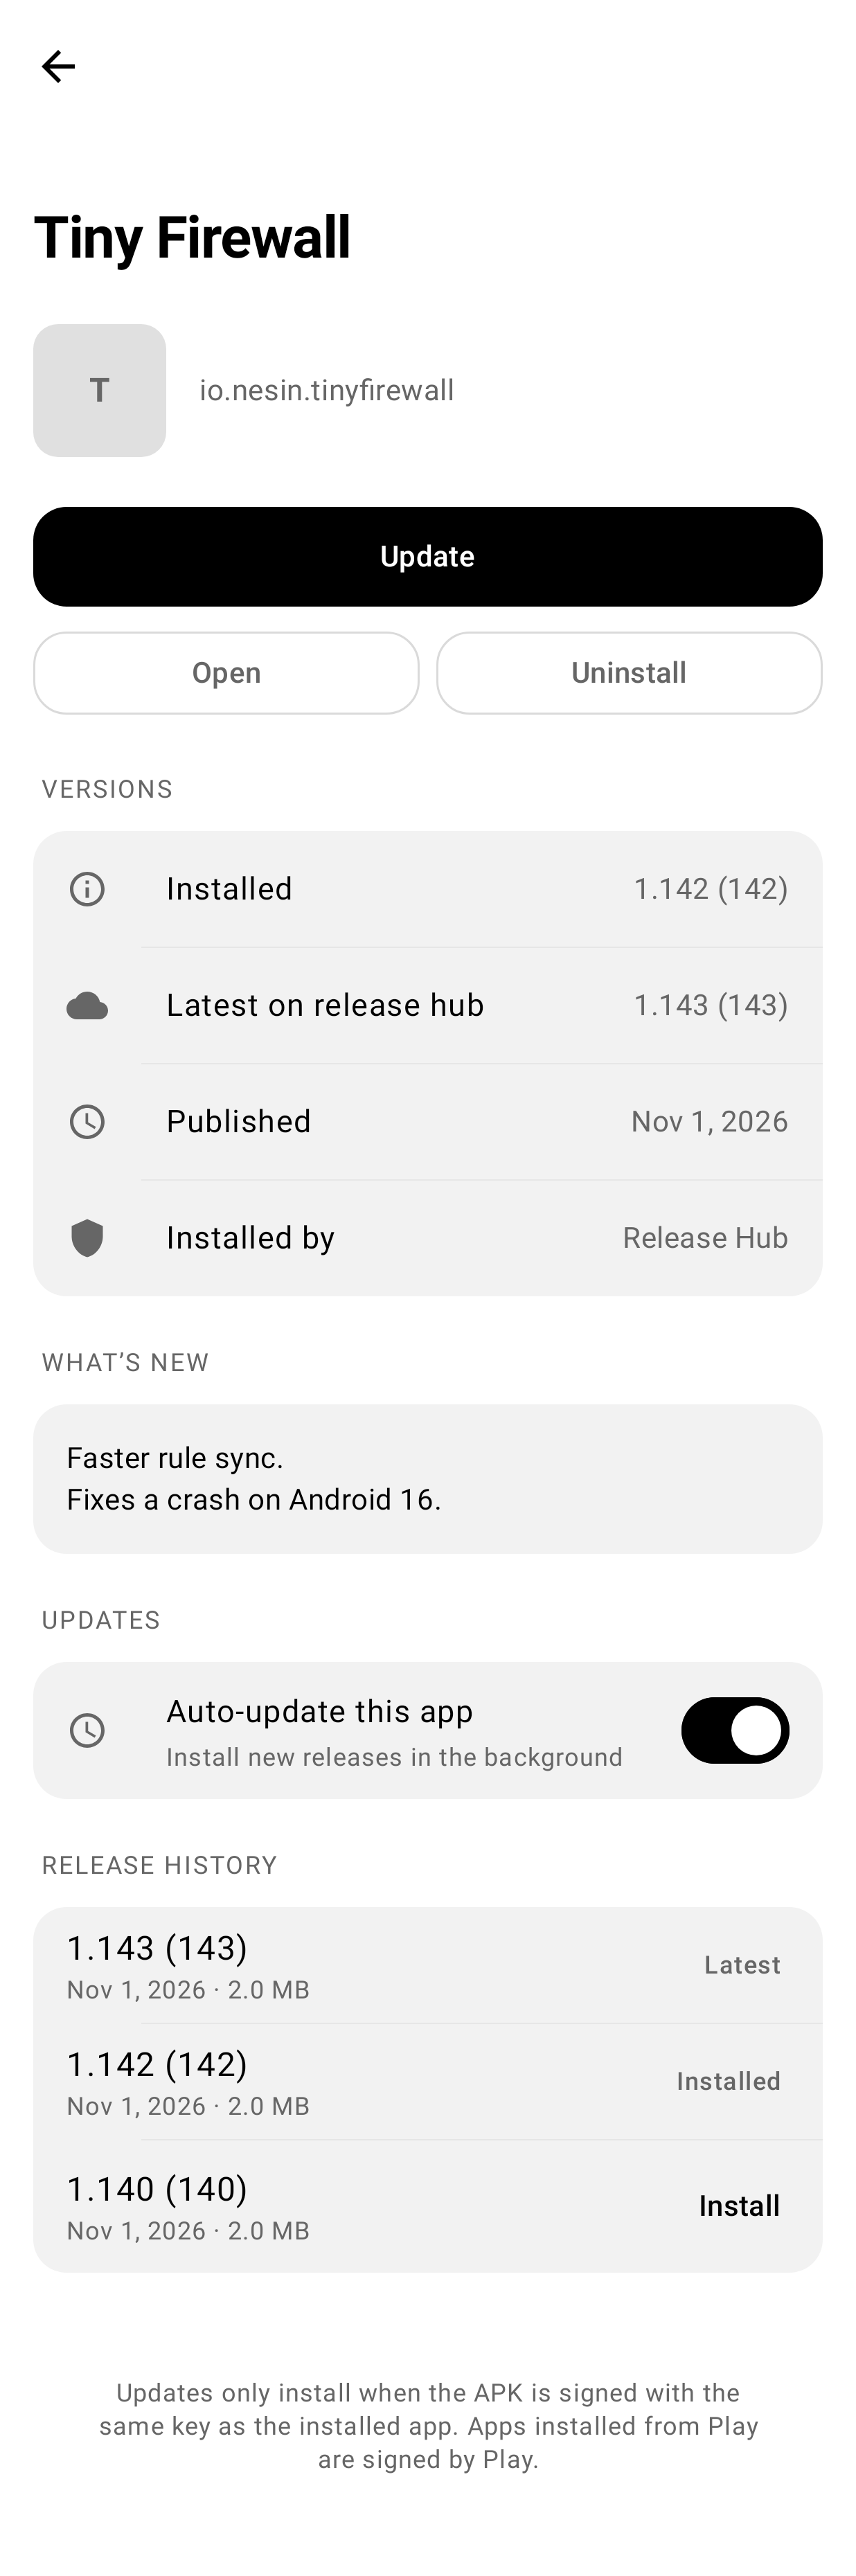 Tiny Firewall
T
io.nesin.tinyfirewall
Update
Open
Uninstall
VERSIONS
Installed
1.142 (142)
Latest on release hub
1.143 (143)
Published
Nov 1, 2026
Installed by
Release Hub
WHAT’S NEW
Faster rule sync.
Fixes a crash on Android 16.
UPDATES
Auto-update this app
Install new releases in the background
RELEASE HISTORY
1.143 (143)
Nov 1, 2026 · 2.0 MB
Latest
1.142 (142)
Nov 1, 2026 · 2.0 MB
Installed
1.140 (140)
Nov 1, 2026 · 2.0 MB
Install
Updates only install when the APK is signed with the
same key as the installed app. Apps installed from Play
are signed by Play.